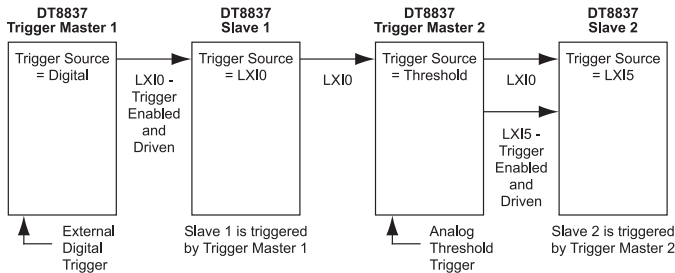 DT8837
Trigger Master 1
DT8837
Slave 1
DT8837
Trigger Master 2
DT8837
Slave 2
Trigger Source
= Digital
LXI0 -
Trigger
Enabled
and
Driven
Trigger Source
= LXI0
LXI0
Trigger Source
= Threshold
LXI0
LXI5 -
Trigger
Enabled
and
Driven
Trigger Source
= LXI5
External
Digital
Trigger
Slave 1 is triggered
by Trigger Master 1
Analog
Threshold
Trigger
Slave 2 is triggered
by Trigger Master 2